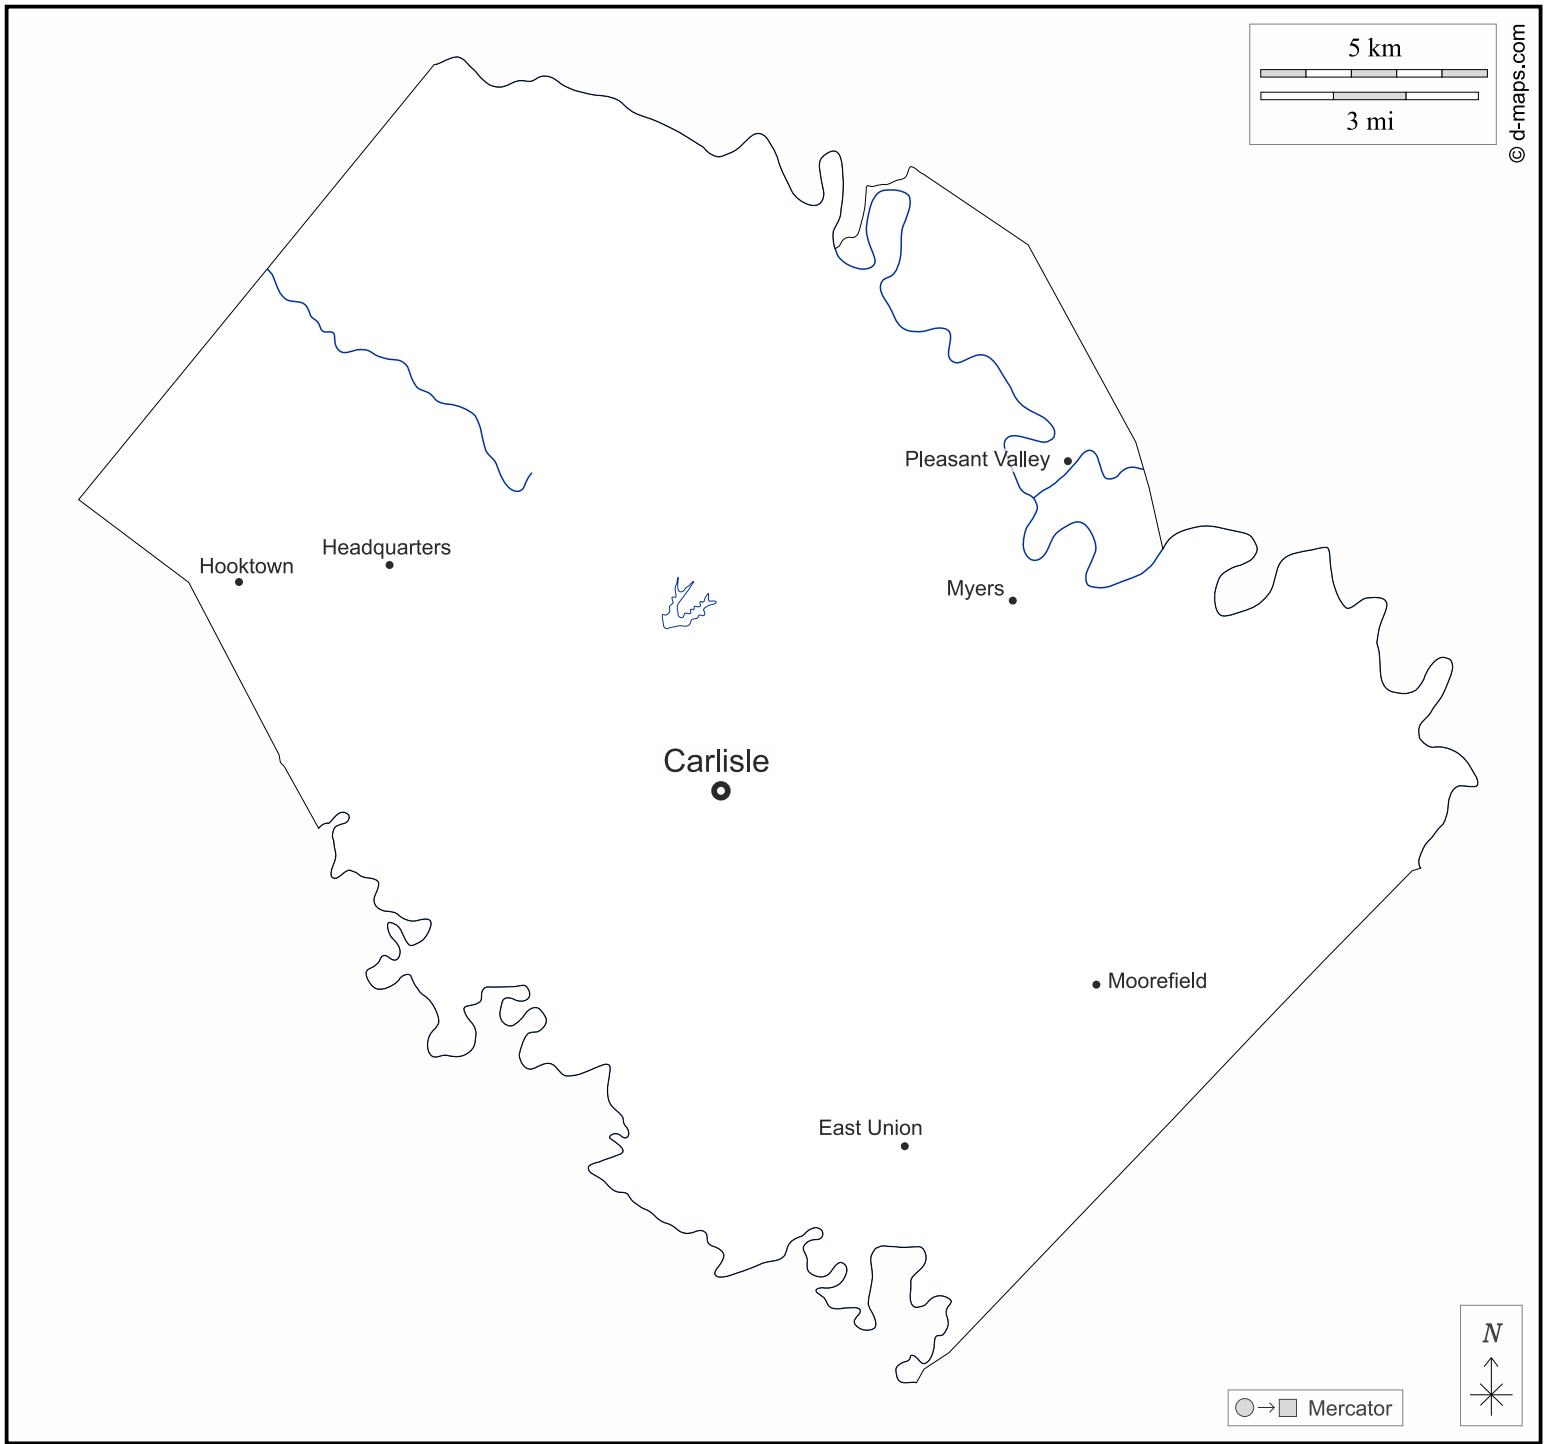 5 km
3 mi
© d-maps.com
Pleasant Valley
Headquarters
Hooktown
Myers
Carlisle
Moorefield
East Union
N
Mercator